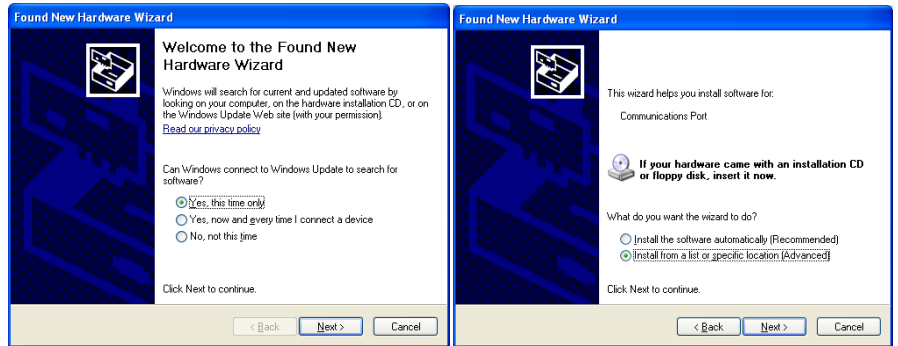 Found New Hardware Wizard
Welcome to the Found New
Hardware Wizard
Windows will search for current and updated software by
looking on your computer, on the hardware installation CD, or on
the Windows Update Web site (with your permission).
Read our privacy policy
Can Windows connect to Windows Update to search for
software?
Yes, this time only
Yes, now and every time I connect a device
No, not this time
Click Next to continue.
< Back
Next >
Cancel
Found New Hardware Wizard
This wizard helps you install software for:
Communications Port
If your hardware came with an installation CD
or floppy disk, insert it now.
What do you want the wizard to do?
Install the software automatically (Recommended)
Install from a list or specific location (Advanced)
Click Next to continue.
< Back
Next >
Cancel